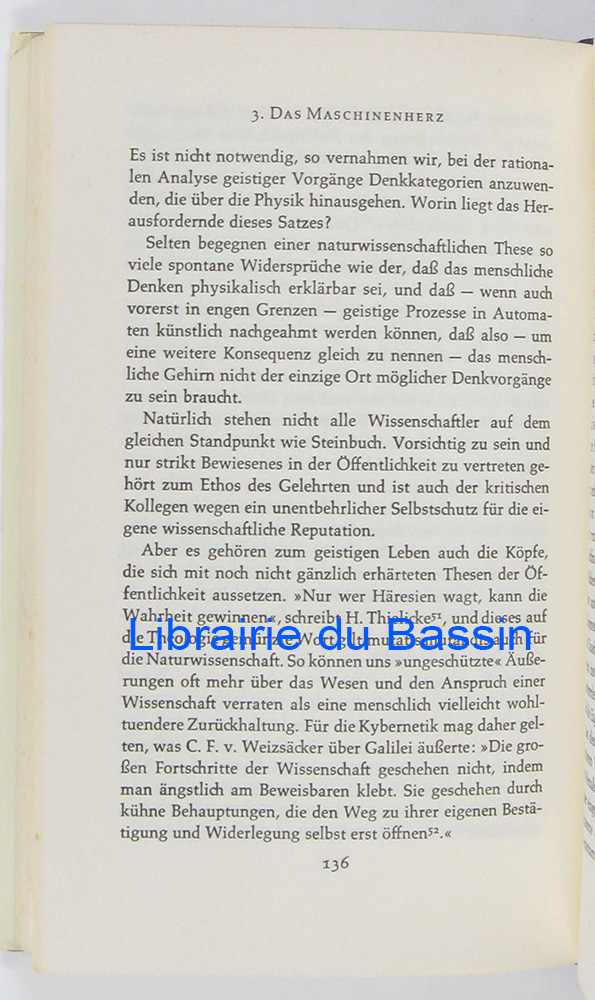 3. DAS MASCHINENHERZ
Es ist nicht notwendig, so vernahmen wir, bei der rationa-
len Analyse geistiger Vorgänge Denkkategorien anzuwen-
den, die über die Physik hinausgehen. Worin liegt das Her-
ausfordernde dieses Satzes?
Selten begegnen einer naturwissenschaftlichen These so
viele spontane Widersprüche wie der, daß das menschliche
Denken physikalisch erklärbar sei, und daß — wenn auch
vorerst in engen Grenzen — geistige Prozesse in Automa-
ten künstlich nachgeahmt werden können, daß also — um
eine weitere Konsequenz gleich zu nennen — das mensch-
liche Gehirn nicht der einzige Ort möglicher Denkvorgänge
zu sein braucht.
Natürlich stehen nicht alle Wissenschaftler auf dem
gleichen Standpunkt wie Steinbuch. Vorsichtig zu sein und
nur strikt Bewiesenes in der Öffentlichkeit zu vertreten ge-
hört zum Ethos des Gelehrten und ist auch der kritischen
Kollegen wegen ein unentbehrlicher Selbstschutz für die ei-
gene wissenschaftliche Reputation.
Aber es gehören zum geistigen Leben auch die Köpfe,
die sich mit noch nicht gänzlich erhärteten Thesen der Öf-
fentlichkeit aussetzen. »Nur wer Häresien wagt, kann die
Wahrheit gewinnen«, schreibt H. Thielicke⁵¹, und dieses auf
die Theologie gemünzte Wort gilt mutatis mutandis auch für
Librairie du Bassin
die Naturwissenschaft. So können uns »ungeschützte« Äuße-
rungen oft mehr über das Wesen und den Anspruch einer
Wissenschaft verraten als eine menschlich vielleicht wohl-
tuendere Zurückhaltung. Für die Kybernetik mag daher gel-
ten, was C. F. v. Weizsäcker über Galilei äußerte: »Die gro-
ßen Fortschritte der Wissenschaft geschehen nicht, indem
man ängstlich am Beweisbaren klebt. Sie geschehen durch
kühne Behauptungen, die den Weg zu ihrer eigenen Bestä-
tigung und Widerlegung selbst erst öffnen⁵².«
136